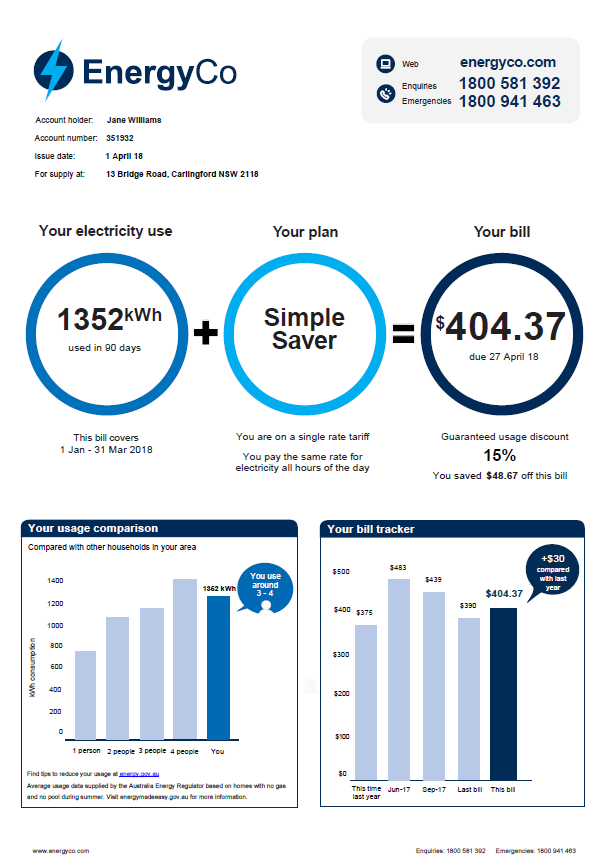 EnergyCo
Web energyco.com
Enquiries 1800 581 392
Emergencies 1800 941 463
Account holder: Jane Williams
Account number: 351932
Issue date: 1 April 18
For supply at: 13 Bridge Road, Carlingford NSW 2118
Your electricity use
1352kWh
used in 90 days
This bill covers
1 Jan - 31 Mar 2018
+
Your plan
Simple
Saver
You are on a single rate tariff
You pay the same rate for
electricity all hours of the day
=
Your bill
$404.37
due 27 April 18
Guaranteed usage discount
15%
You saved $48.67 off this bill
Your usage comparison
Compared with other households in your area
kWh consumption
1400
1200
1000
800
600
400
200
0
1352 kWh
You use
around
3 - 4
1 person
2 people
3 people
4 people
You
Find tips to reduce your usage at energy.gov.au
Average usage data supplied by the Australia Energy Regulator based on homes with no gas
and no pool during summer. Visit energymadeeasy.gov.au for more information.
Your bill tracker
+$30
compared
with last
year
$500
$400
$300
$200
$100
$0
$375
$483
$439
$390
$404.37
This time
last year
Jun-17
Sep-17
Last bill
This bill
www.energyco.com
Enquiries: 1800 581 392 Emergencies: 1800 941 463